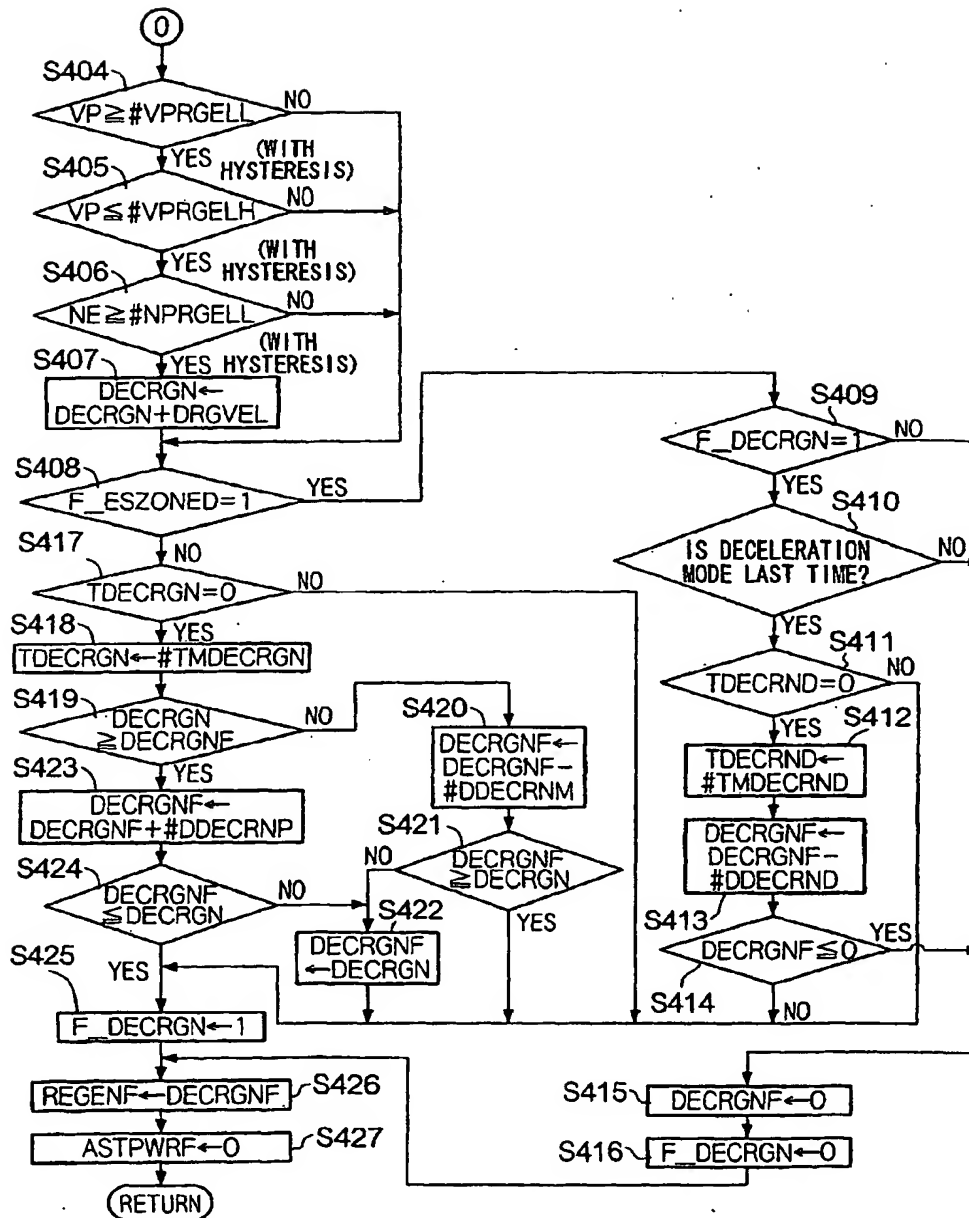 O
S404
VP≧#VPRGELL
NO
YES
(WITH
HYSTERESIS)
S405
VP≦#VPRGELH
NO
YES
(WITH
HYSTERESIS)
S406
NE≧#NPRGELL
NO
YES
(WITH
HYSTERESIS)
S407
DECRGN←
DECRGN+DRGVEL
S408
F_ESZONED=1
YES
NO
S409
F_DECRGN=1
NO
YES
S410
IS DECELERATION
MODE LAST TIME?
NO
YES
S411
TDECRND=0
NO
YES
S412
TDECRND←
#TMDECRND
DECRGNF←
DECRGNF−
#DDECRND
S413
DECRGNF≦0
YES
S414
NO
S417
TDECRGN=0
NO
YES
S418
TDECRGN←#TMDECRGN
S419
DECRGN
≧DECRGNF
NO
YES
S420
DECRGNF←
DECRGNF−
#DDECRNM
S421
DECRGNF
≧DECRGN
NO
YES
S422
DECRGNF
←DECRGN
S423
DECRGNF←
DECRGNF+#DDECRNP
S424
DECRGNF
≦DECRGN
NO
YES
S425
F_DECRGN←1
S415
DECRGNF←0
S416
F_DECRGN←0
REGENF←DECRGNF
S426
ASTPWRF←0
S427
RETURN